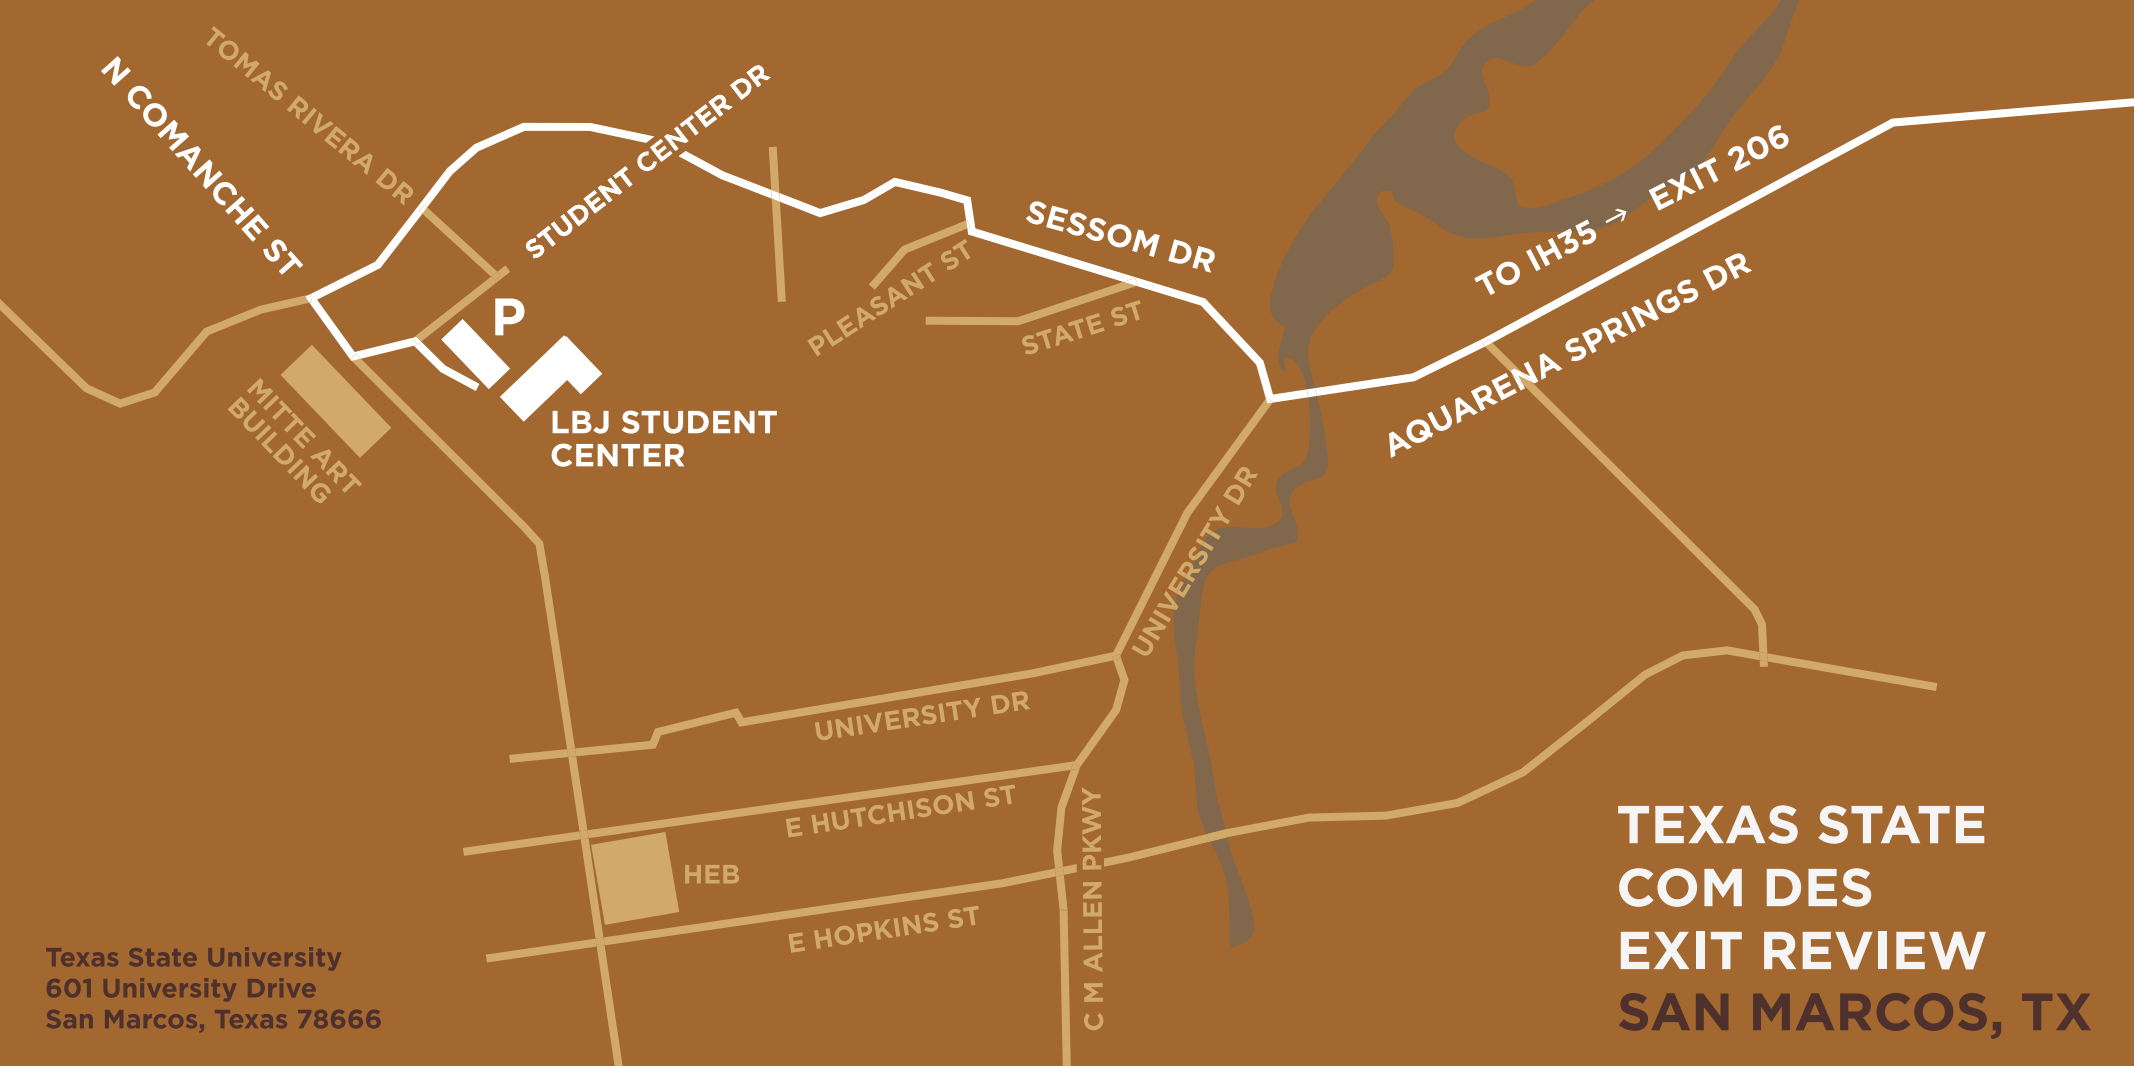 TOMAS RIVERA DR
N COMANCHE ST
STUDENT CENTER DR
P
LBJ STUDENT
CENTER
MITTE ART
BUILDING
PLEASANT ST
STATE ST
SESSOM DR
TO IH35 → EXIT 206
AQUARENA SPRINGS DR
UNIVERSITY DR
UNIVERSITY DR
E HUTCHISON ST
HEB
E HOPKINS ST
C M ALLEN PKWY
Texas State University
601 University Drive
San Marcos, Texas 78666
TEXAS STATE
COM DES
EXIT REVIEW
SAN MARCOS, TX